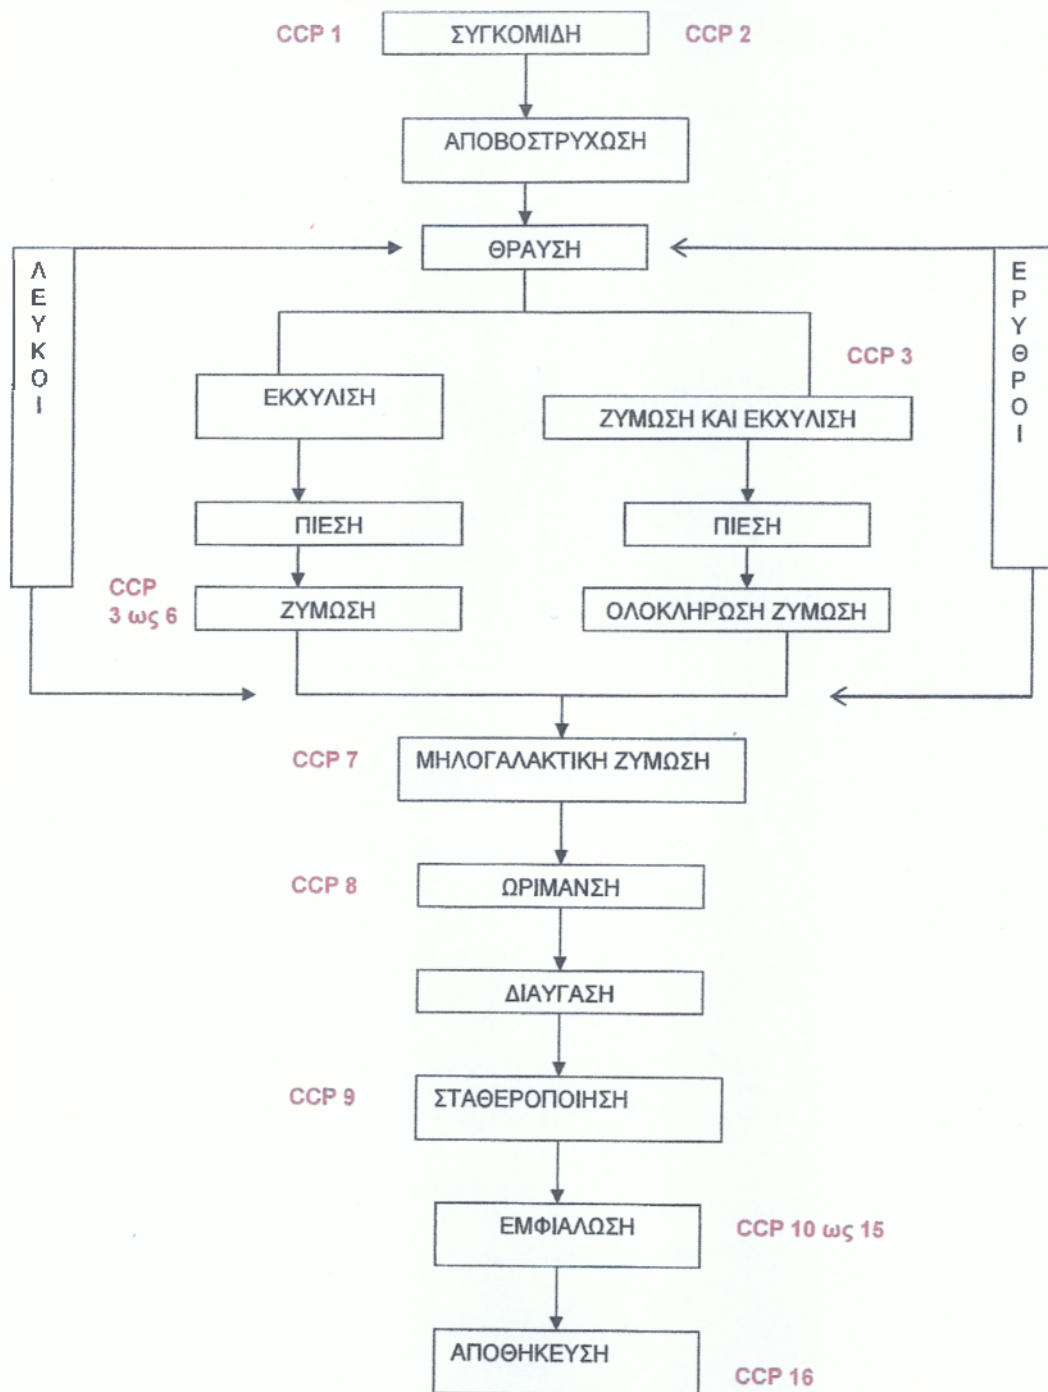 CCP 1 ΣΥΓΚΟΜΙΔΗ CCP 2
ΑΠΟΒΟΣΤΡΥΧΩΣΗ
ΘΡΑΥΣΗ
ΛΕΥΚΟΙ
ΕΡΥΘΡΟΙ
CCP 3
ΕΚΧΥΛΙΣΗ
ΖΥΜΩΣΗ ΚΑΙ ΕΚΧΥΛΙΣΗ
ΠΙΕΣΗ
ΠΙΕΣΗ
CCP
3 ως 6
ΖΥΜΩΣΗ
ΟΛΟΚΛΗΡΩΣΗ ΖΥΜΩΣΗ
CCP 7 ΜΗΛΟΓΑΛΑΚΤΙΚΗ ΖΥΜΩΣΗ
CCP 8 ΩΡΙΜΑΝΣΗ
ΔΙΑΥΓΑΣΗ
CCP 9 ΣΤΑΘΕΡΟΠΟΙΗΣΗ
ΕΜΦΙΑΛΩΣΗ CCP 10 ως 15
ΑΠΟΘΗΚΕΥΣΗ
CCP 16